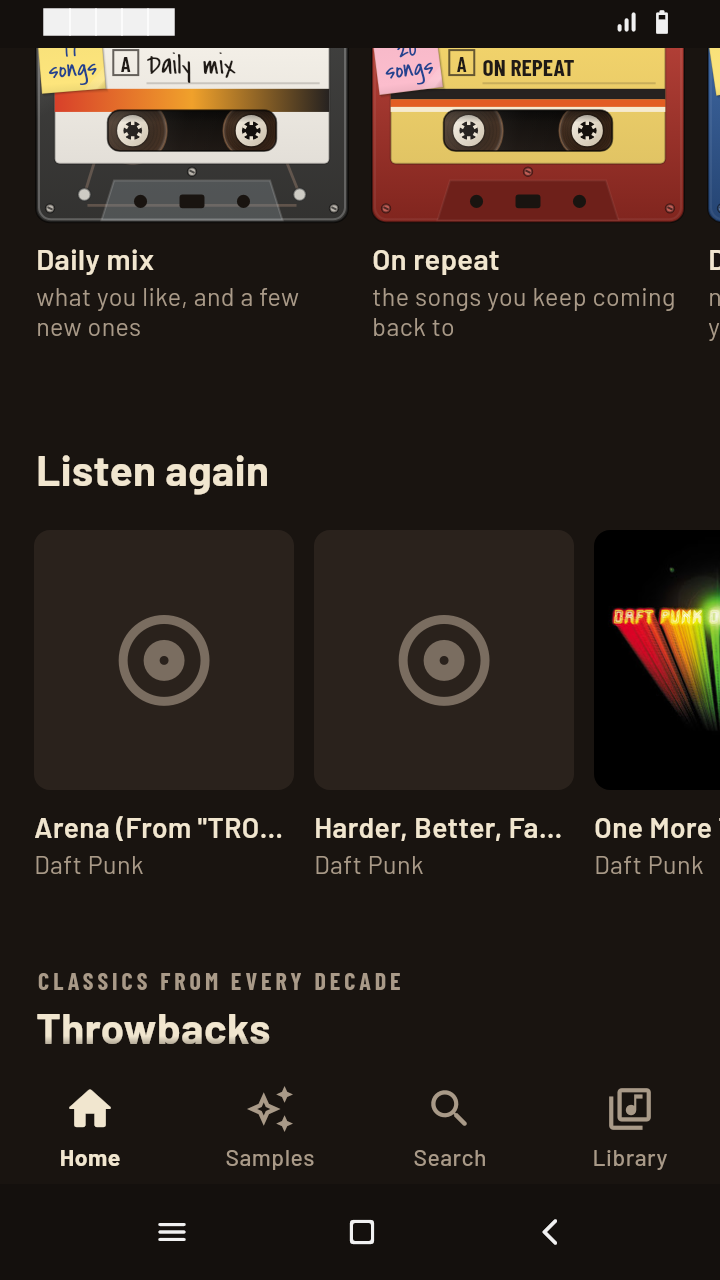 songs
A Daily mix
songs
A ON REPEAT
Daily mix
what you like, and a few
new ones
On repeat
the songs you keep coming
back to
Listen again
DAFT PUNK
Arena (From "TRO...
Daft Punk
Harder, Better, Fa...
Daft Punk
One More
Daft Punk
CLASSICS FROM EVERY DECADE
Throwbacks
Home
Samples
Search
Library